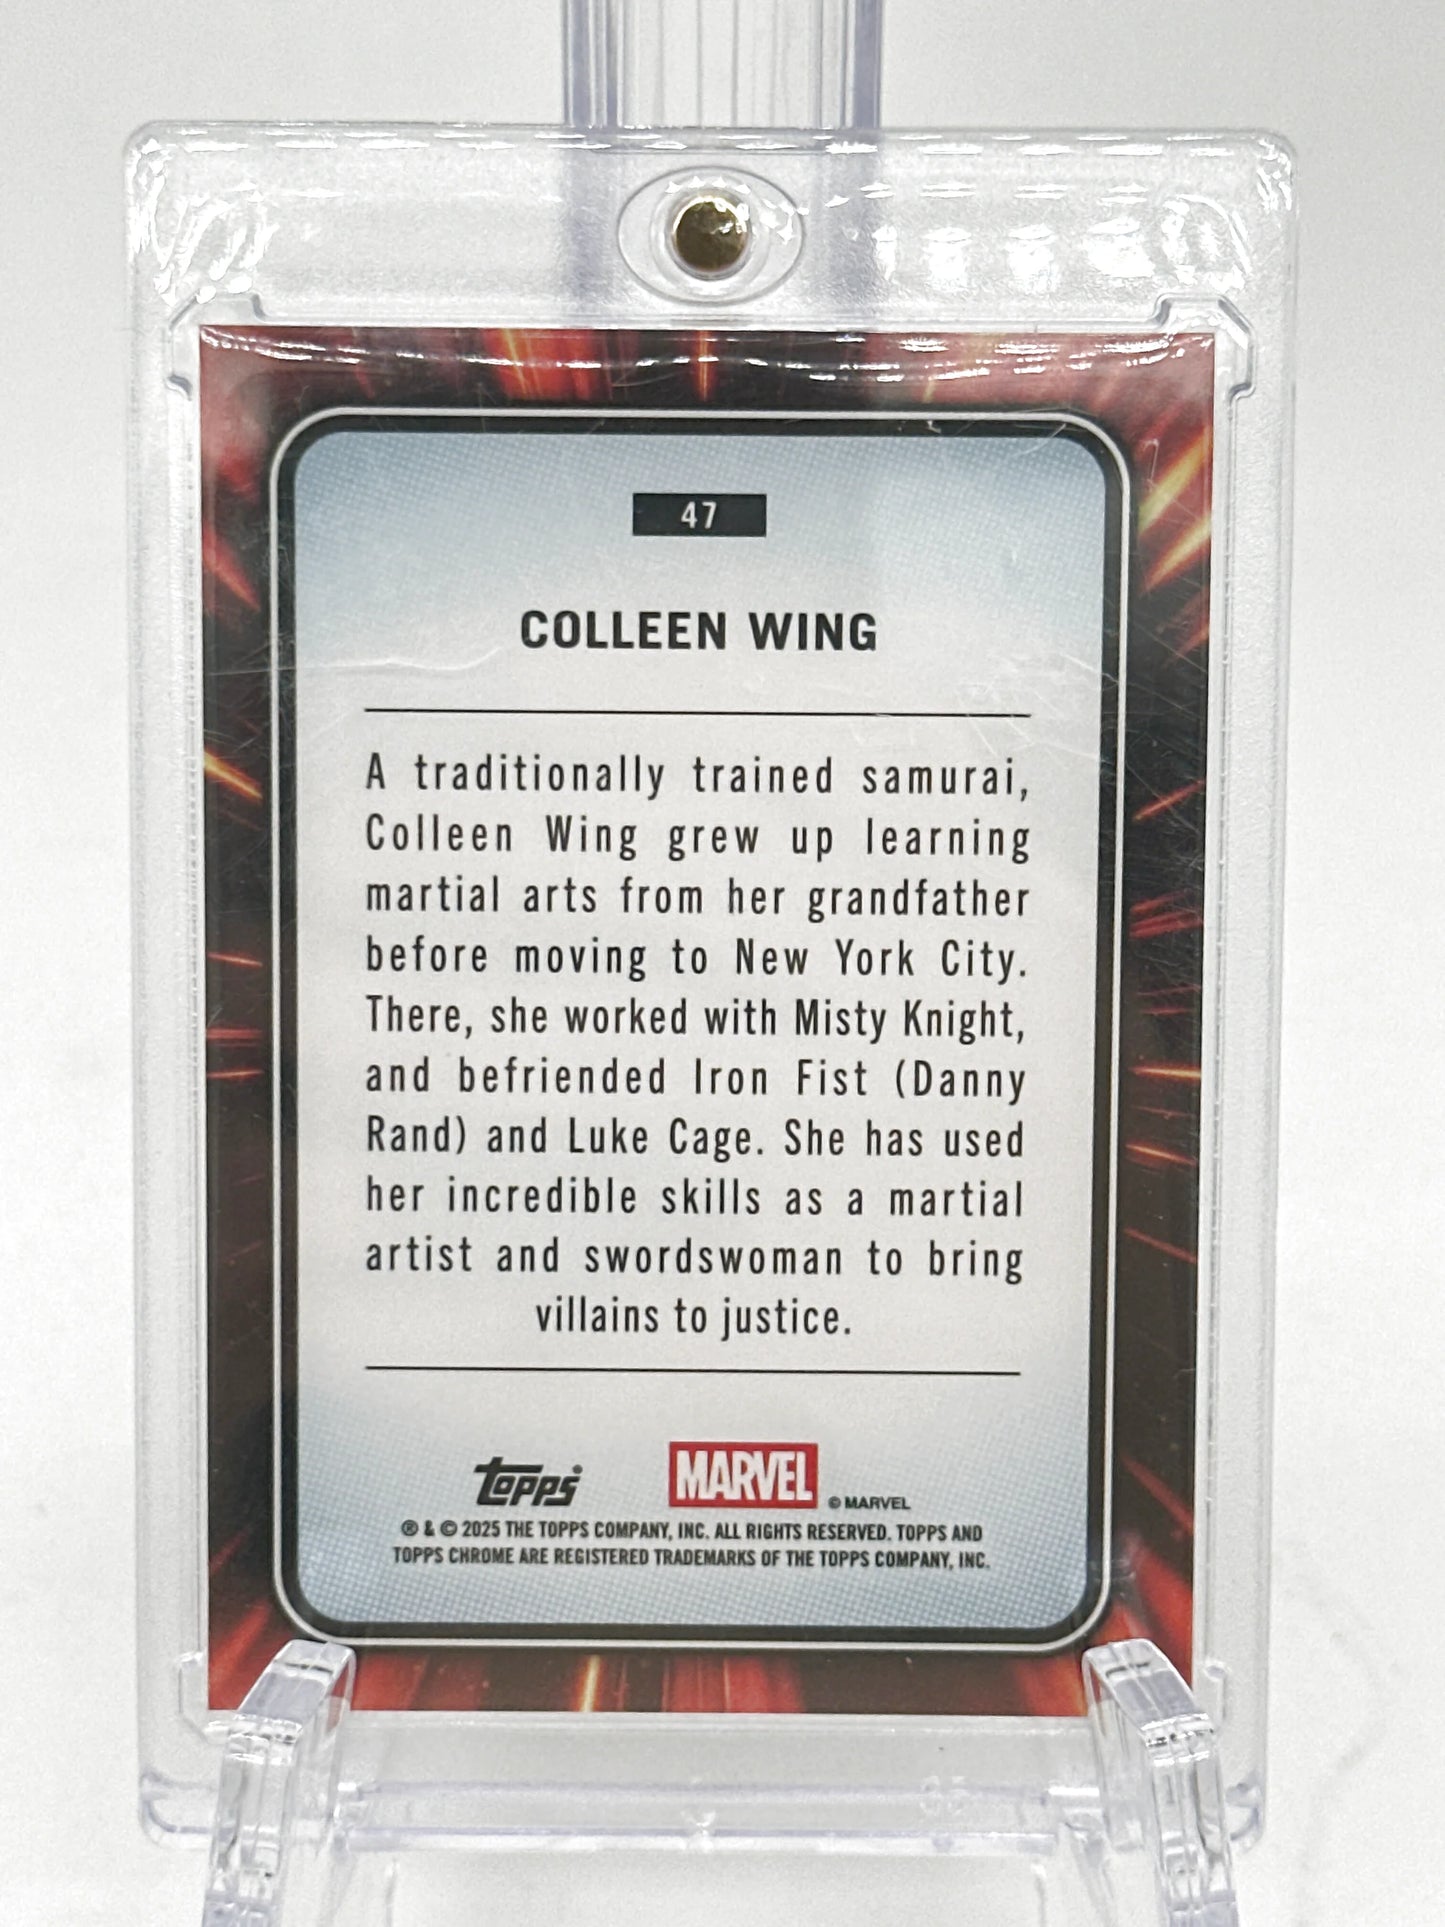 47
COLLEEN WING
A traditionally trained samurai,
Colleen Wing grew up learning
martial arts from her grandfather
before moving to New York City.
There, she worked with Misty Knight,
and befriended Iron Fist (Danny
Rand) and Luke Cage. She has used
her incredible skills as a martial
artist and swordswoman to bring
villains to justice.
topps MARVEL © MARVEL
® & © 2025 THE TOPPS COMPANY, INC. ALL RIGHTS RESERVED. TOPPS AND
TOPPS CHROME ARE REGISTERED TRADEMARKS OF THE TOPPS COMPANY, INC.